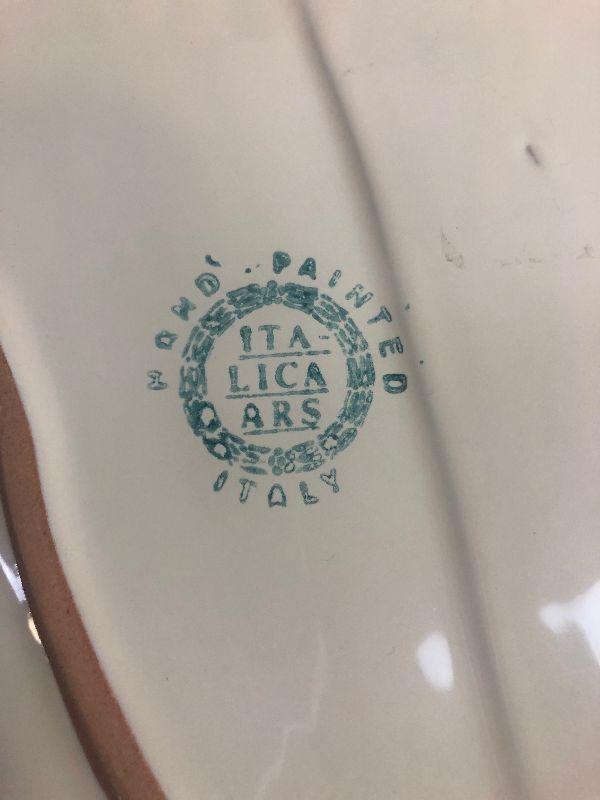 HAND PAINTED
ITA-
LICA
ARS
ITALY